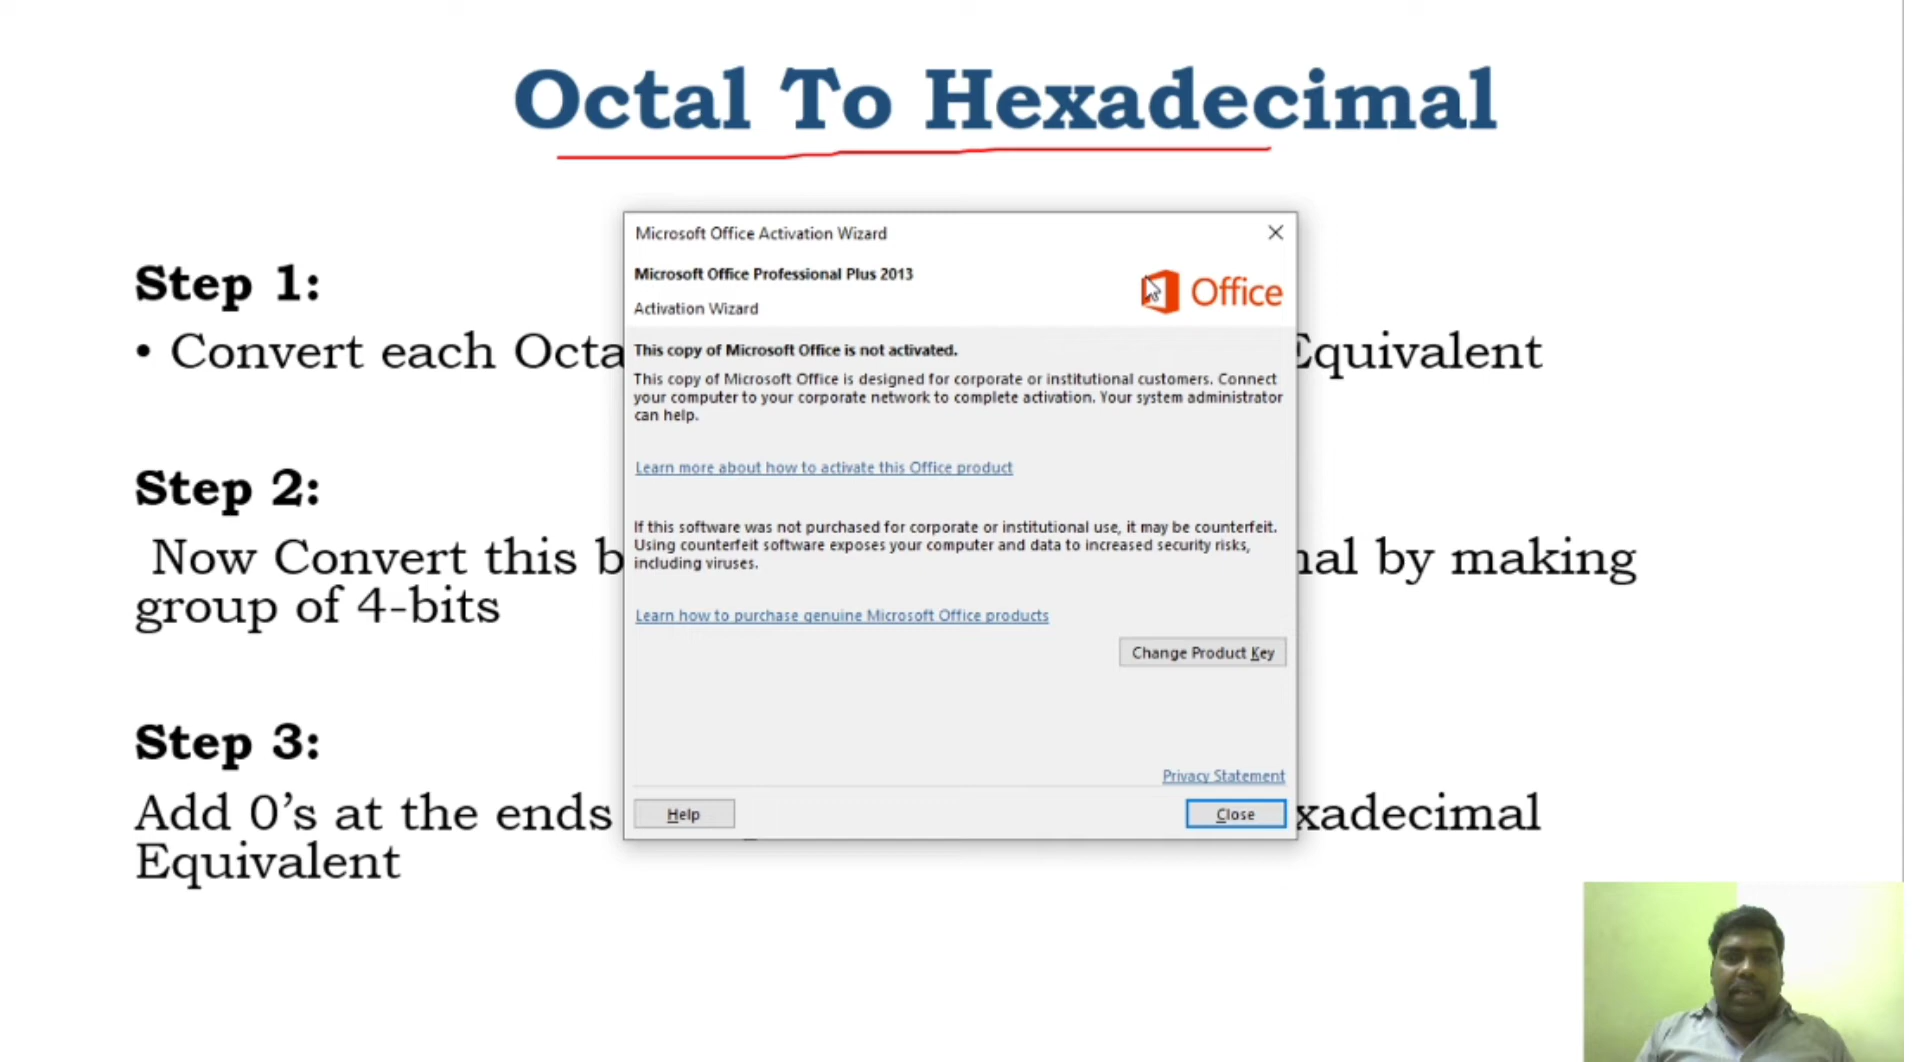 Octal To Hexadecimal
Microsoft Office Activation Wizard
Microsoft Office Professional Plus 2013
Office
Activation Wizard
Step 1:
• Convert each Octa
Equivalent
This copy of Microsoft Office is not activated.
This copy of Microsoft Office is designed for corporate or institutional customers. Connect
your computer to your corporate network to complete activation. Your system administrator
can help.
Learn more about how to activate this Office product
Step 2:
Now Convert this b
nal by making
group of 4-bits
If this software was not purchased for corporate or institutional use, it may be counterfeit.
Using counterfeit software exposes your computer and data to increased security risks,
including viruses.
Learn how to purchase genuine Microsoft Office products
Change Product Key
Privacy Statement
Help
Close
Step 3:
Add 0's at the ends
xadecimal
Equivalent